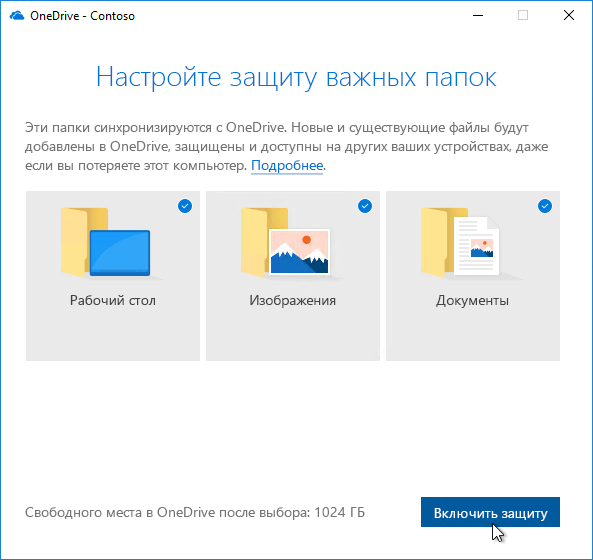 OneDrive - Contoso
Настройте защиту важных папок
Эти папки синхронизируются с OneDrive. Новые и существующие файлы будут
добавлены в OneDrive, защищены и доступны на других ваших устройствах, даже
если вы потеряете этот компьютер. Подробнее.
Рабочий стол
Изображения
Документы
Свободного места в OneDrive после выбора: 1024 ГБ
Включить защиту